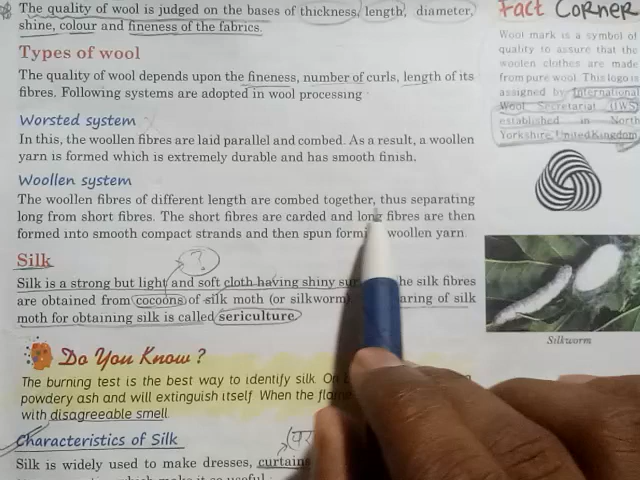 The quality of wool is judged on the bases of thickness, length, diameter,
shine, colour and fineness of the fabrics.
Types of wool
The quality of wool depends upon the fineness, number of curls, length of its
fibres. Following systems are adopted in wool processing
Worsted system
In this, the woollen fibres are laid parallel and combed. As a result, a woollen
yarn is formed which is extremely durable and has smooth finish.
Woollen system
The woollen fibres of different length are combed together, thus separating
long from short fibres. The short fibres are carded and long fibres are then
formed into smooth compact strands and then spun formi woollen yarn
?
Silk
Silk is a strong but light and soft cloth having shiny su he silk fibres
are obtained from cocoons of silk moth (or silkworm) aring of silk
moth for obtaining silk is called sericulture
Do You Know ?
The burning test is the best way to identify silk. On
powdery ash and will extinguish itself. When the flam
with disagreeable smell
Characteristics of Silk
Silk is widely used to make dresses, curtain
Fact CORNER
Wool mark is a symbol of
quality to assure that the
woolen clothes are made
from pure wool. This logo is
assigned by International
Wool Secretariat (IWS)
established in North
Yorkshire, United Kingdom
Silkworm